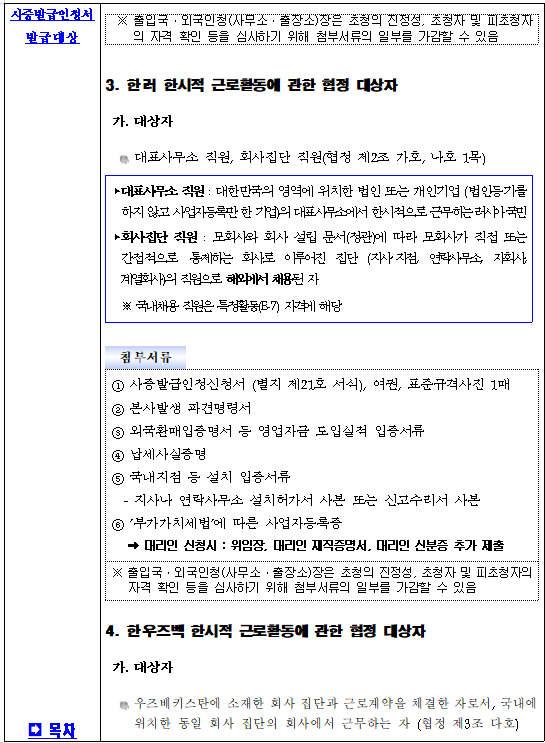 사증발급인정서
발급대상
※ 출입국·외국인청(사무소·출장소)장은 초청의 진정성, 초청자 및 피초청자
의 자격 확인 등을 심사하기 위해 첨부서류의 일부를 가감할 수 있음
3. 한러 한시적 근로활동에 관한 협정 대상자
가. 대상자
대표사무소 직원, 회사집단 직원(협정 제2조 가호, 나호 1목)
▶대표사무소 직원 : 대한민국의 영역에 위치한 법인 또는 개인기업 (법인등기를
하지 않고 사업자등록만 한 기업)의 대표사무소에서 한시적으로 근무하는 러시아 국민
▶회사집단 직원 : 모회사와 회사 설립 문서(정관)에 따라 모회사가 직접 또는
간접적으로 통제하는 회사로 이루어진 집단 (지사·지점, 연락사무소, 자회사,
계열회사)의 직원으로 해외에서 채용된 자
※ 국내채용 직원은 특정활동(E-7) 자격에 해당
첨부서류
① 사증발급인정신청서 (별지 제21호 서식), 여권, 표준규격사진 1매
② 본사발생 파견명령서
③ 외국환매입증명서 등 영업자금 도입실적 입증서류
④ 납세사실증명
⑤ 국내지점 등 설치 입증서류
- 지사나 연락사무소 설치허가서 사본 또는 신고수리서 사본
⑥ ‘부가가치세법’에 따른 사업자등록증
➡ 대리인 신청시 : 위임장, 대리인 재직증명서, 대리인 신분증 추가 제출
※ 출입국·외국인청(사무소·출장소)장은 초청의 진정성, 초청자 및 피초청자의
자격 확인 등을 심사하기 위해 첨부서류의 일부를 가감할 수 있음
4. 한우즈벡 한시적 근로활동에 관한 협정 대상자
가. 대상자
우즈베키스탄에 소재한 회사 집단과 근로계약을 체결한 자로서, 국내에
위치한 동일 회사 집단의 회사에서 근무하는 자 (협정 제3조 다호)
목차